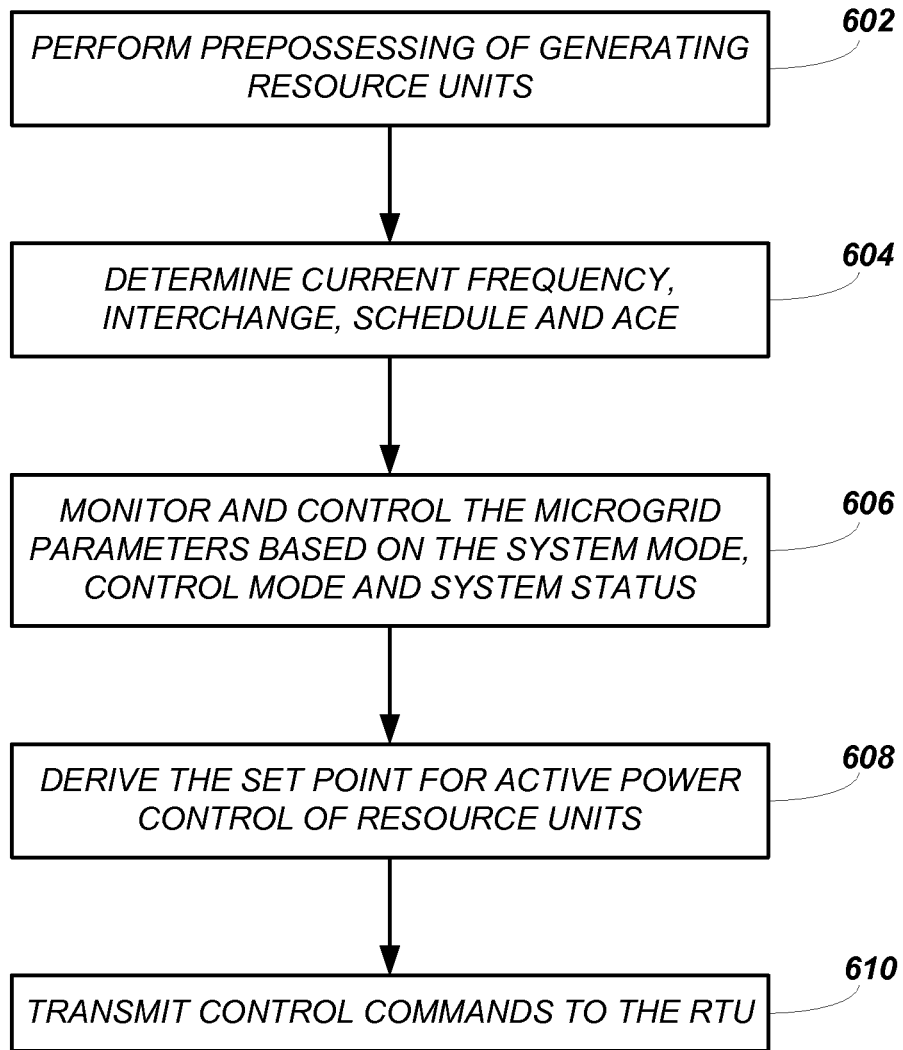 602
PERFORM PREPOSSESSING OF GENERATING
RESOURCE UNITS
604
DETERMINE CURRENT FREQUENCY,
INTERCHANGE, SCHEDULE AND ACE
606
MONITOR AND CONTROL THE MICROGRID
PARAMETERS BASED ON THE SYSTEM MODE,
CONTROL MODE AND SYSTEM STATUS
608
DERIVE THE SET POINT FOR ACTIVE POWER
CONTROL OF RESOURCE UNITS
610
TRANSMIT CONTROL COMMANDS TO THE RTU